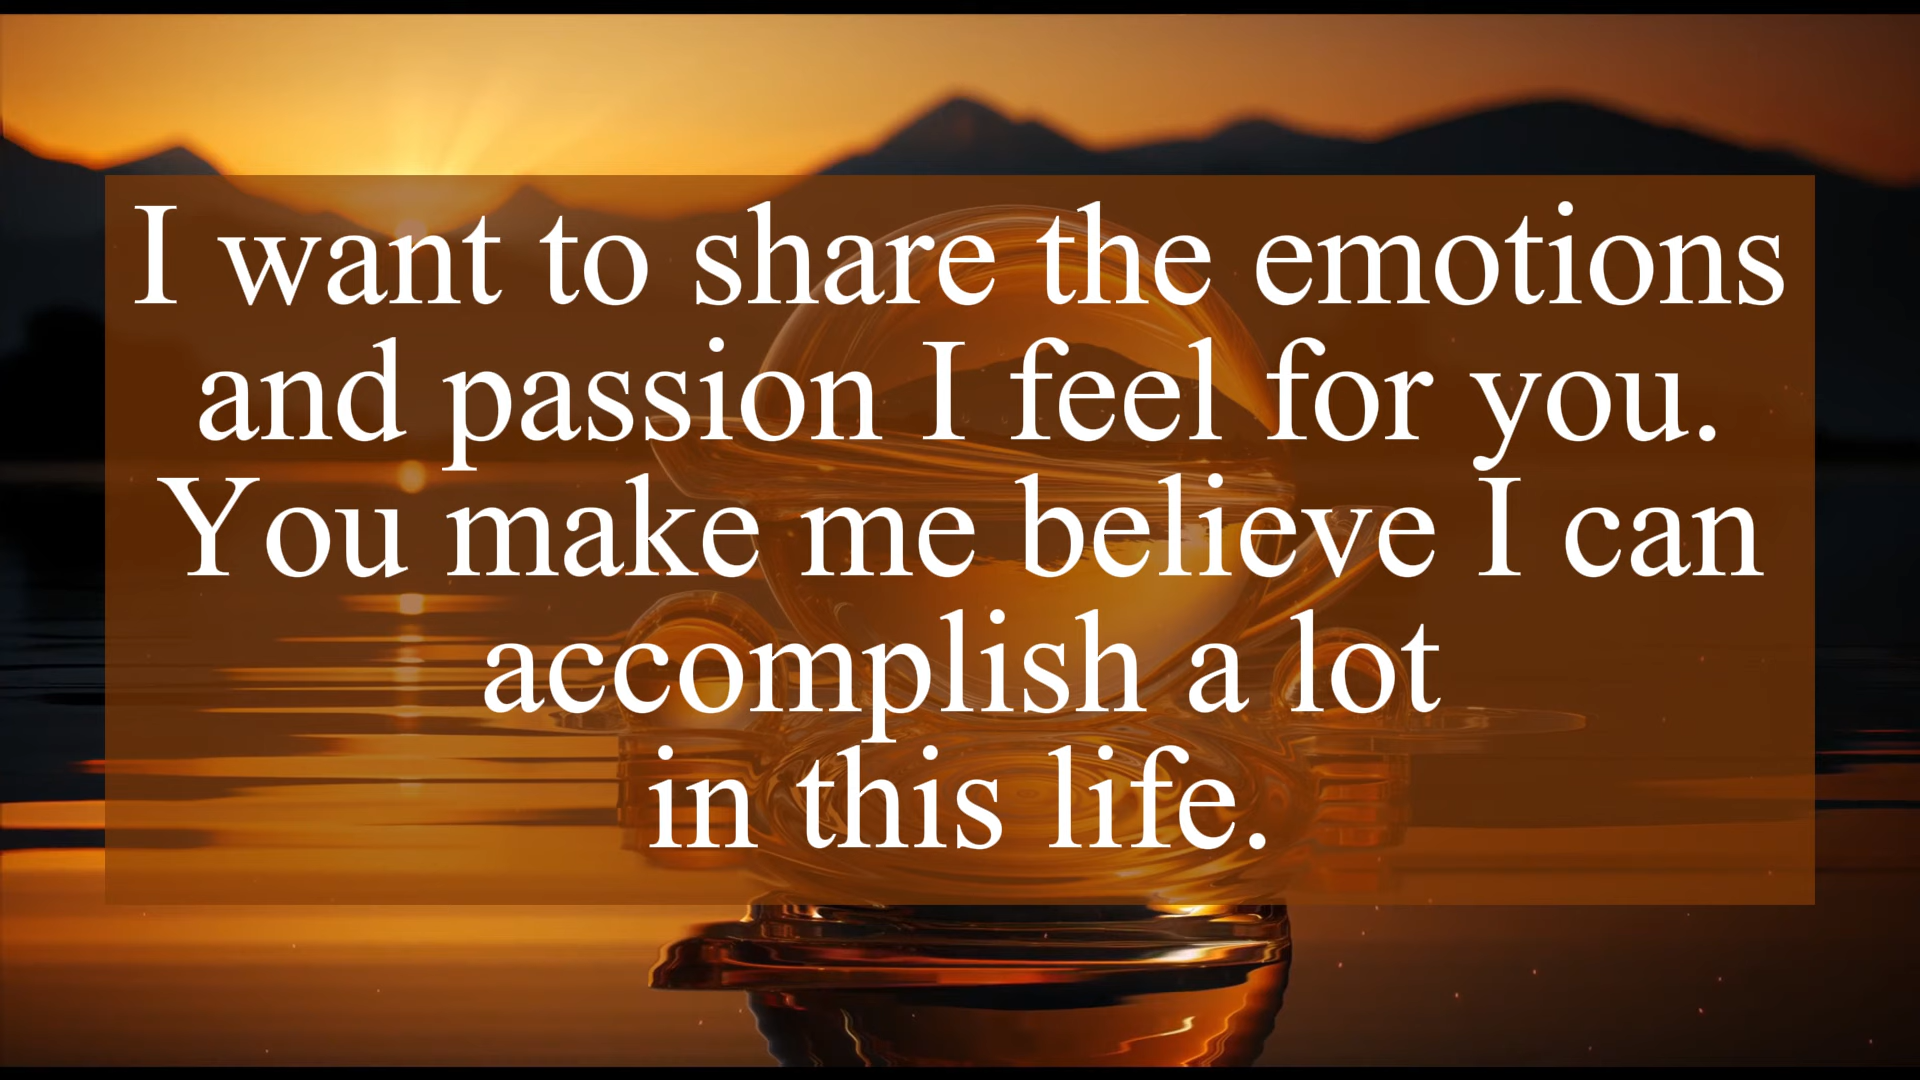 I want to share the emotions
and passion I feel for you.
You make me believe I can
accomplish a lot
in this life.